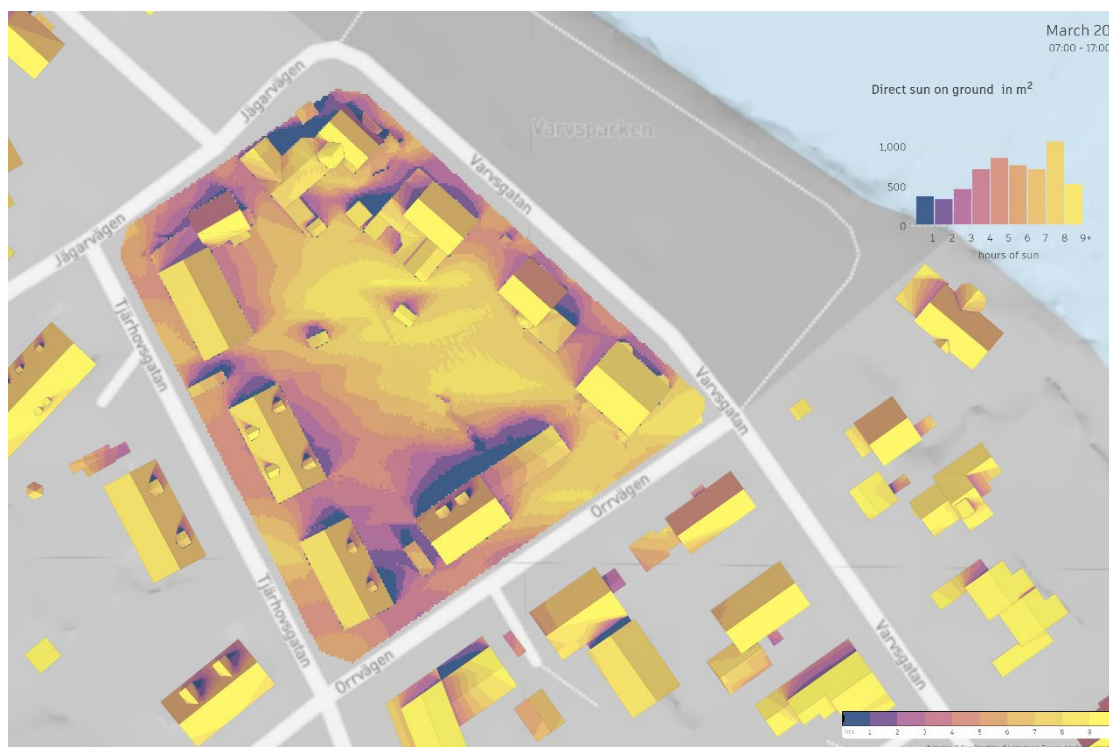 March 20
07:00 - 17:00
Direct sun on ground in m²
1,000
500
0
1 2 3 4 5 6 7 8 9+
hours of sun
Varvsparken
Jägarvägen
Varvsgatan
Jägarvägen
Tjärhovsgatan
Varvsgatan
Orrvägen
Tjärhovsgatan
Orrvägen
Varvsgatan
hrs 1 2 3 4 5 6 7 8 9